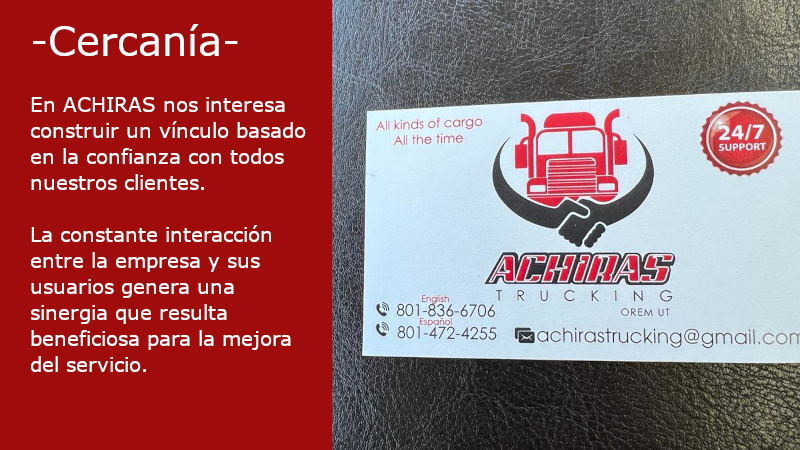 -Cercanía-
En ACHIRAS nos interesa
construir un vínculo basado
en la confianza con todos
nuestros clientes.
La constante interacción
entre la empresa y sus
usuarios genera una
sinergia que resulta
beneficiosa para la mejora
del servicio.
All kinds of cargo
All the time
24/7
SUPPORT
ACHIRAS
TRUCKING
OREM UT
English
801-836-6706
Español
801-472-4255
achirastrucking@gmail.com